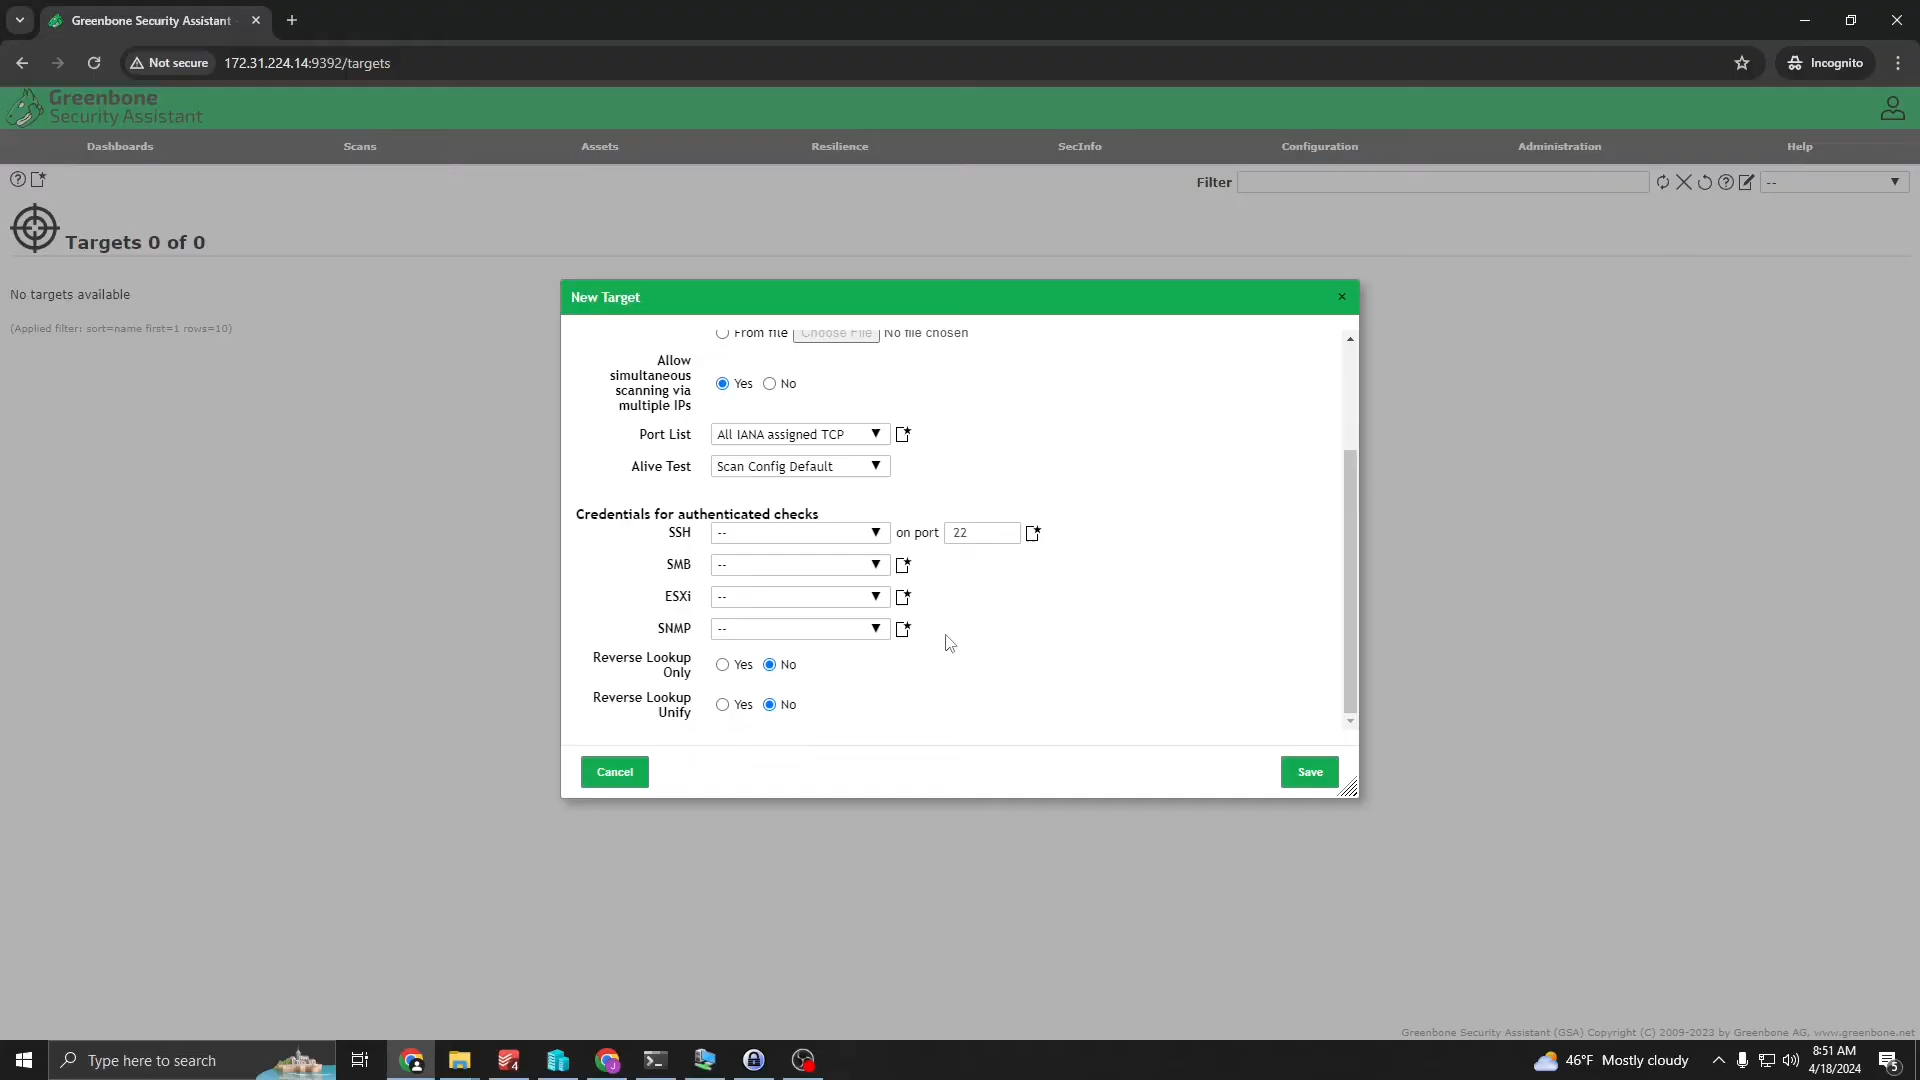 Greenbone Security Assistant
Not secure
172.31.224.14:9392/targets
Incognito
Greenbone
Security Assistant
Dashboards
Scans
Assets
Resilience
SecInfo
Configuration
Administration
Help
Filter
--
Targets 0 of 0
No targets available
(Applied filter: sort=name first=1 rows=10)
New Target
From file Choose File No file chosen
Allow
simultaneous
scanning via
multiple IPs
Yes No
Port List All IANA assigned TCP
Alive Test Scan Config Default
Credentials for authenticated checks
SSH -- on port 22
SMB --
ESXi --
SNMP --
Reverse Lookup
Only
Yes No
Reverse Lookup
Unify
Yes No
Cancel
Save
Greenbone Security Assistant (GSA) Copyright (C) 2009-2023 by Greenbone AG, www.greenbone.net
Type here to search
4
J
46°F Mostly cloudy
8:51 AM
4/18/2024
5